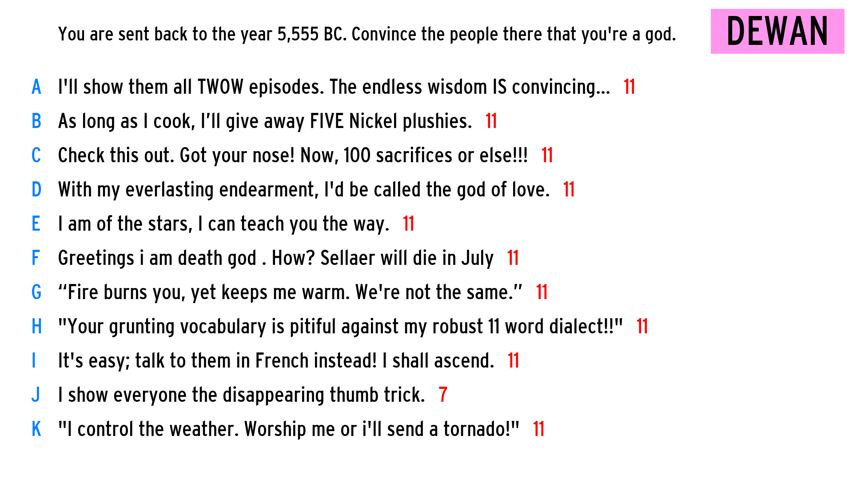 You are sent back to the year 5,555 BC. Convince the people there that you're a god.
DEWAN
A I'll show them all TWOW episodes. The endless wisdom IS convincing... 11
B As long as I cook, I’ll give away FIVE Nickel plushies. 11
C Check this out. Got your nose! Now, 100 sacrifices or else!!! 11
D With my everlasting endearment, I'd be called the god of love. 11
E I am of the stars, I can teach you the way. 11
F Greetings i am death god . How? Sellaer will die in July 11
G “Fire burns you, yet keeps me warm. We're not the same.” 11
H "Your grunting vocabulary is pitiful against my robust 11 word dialect!!" 11
I It's easy; talk to them in French instead! I shall ascend. 11
J I show everyone the disappearing thumb trick. 7
K "I control the weather. Worship me or i'll send a tornado!" 11